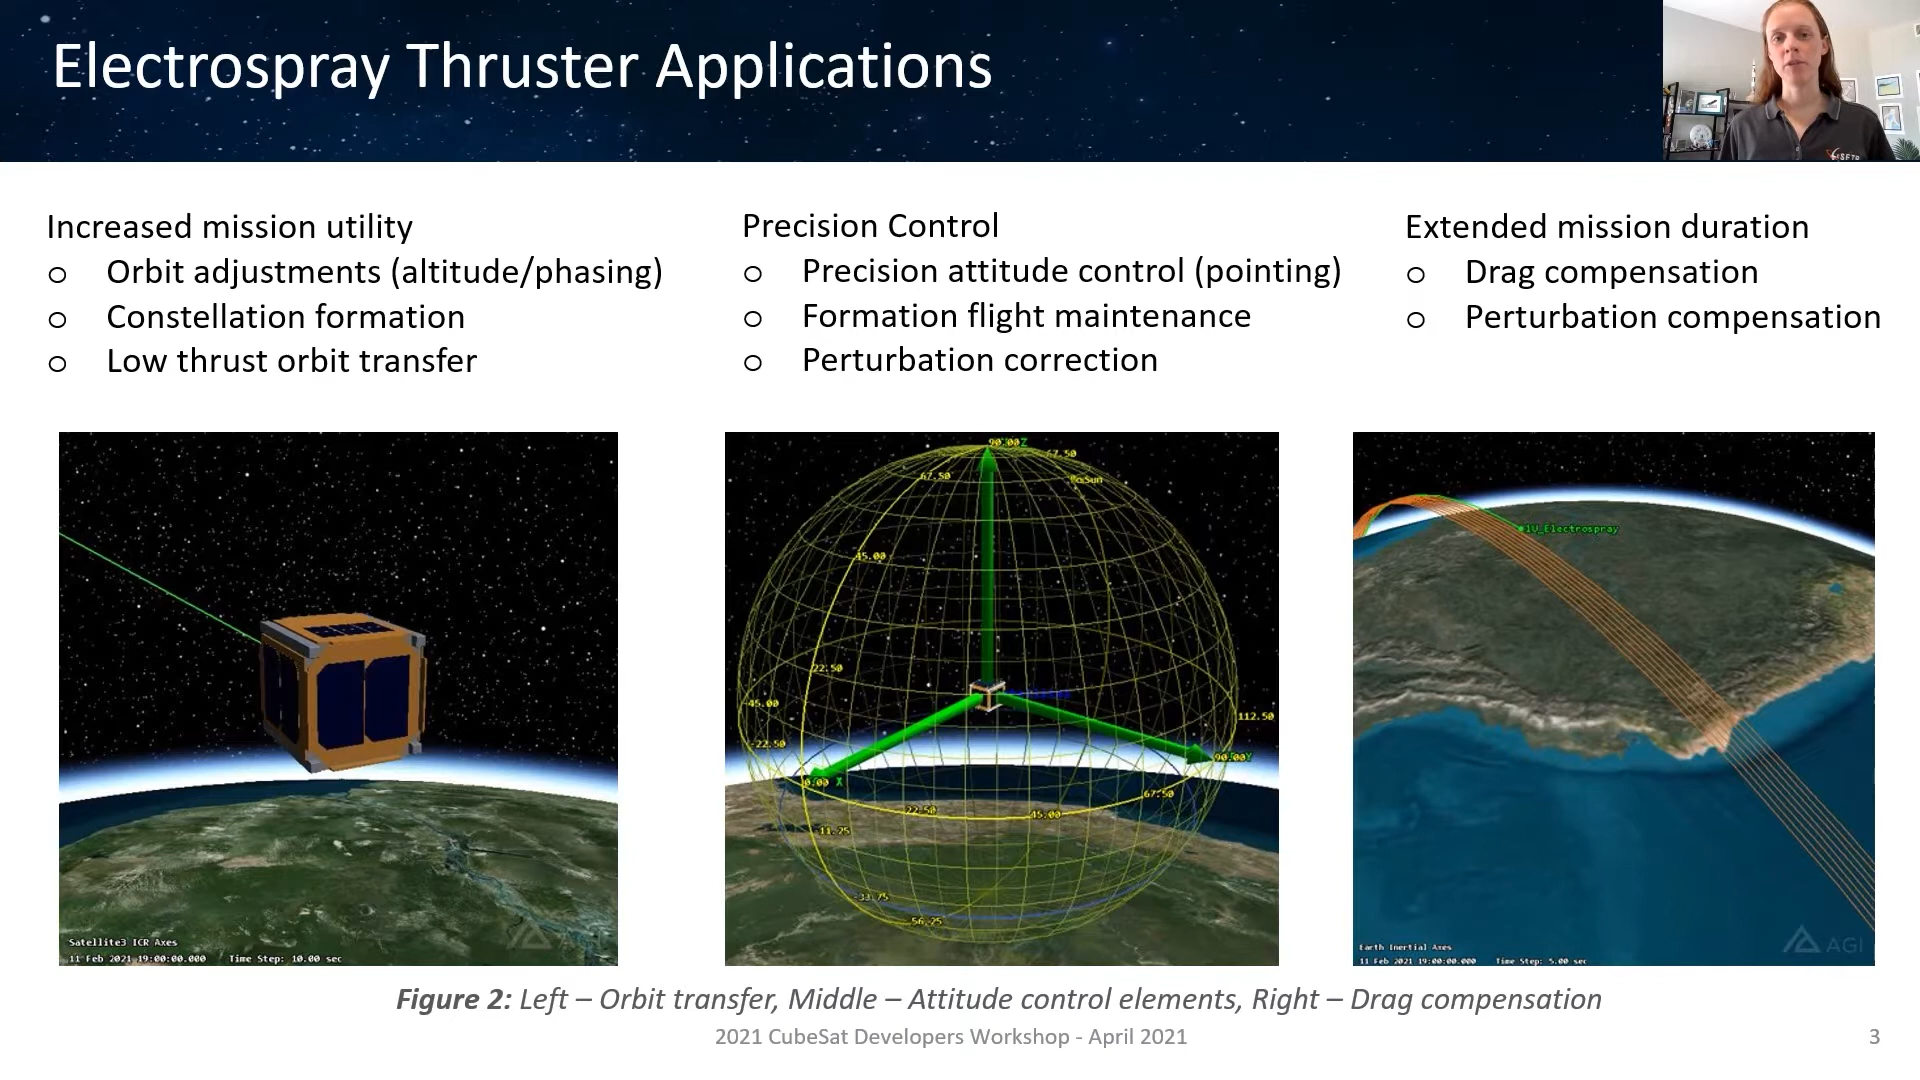 Electrospray Thruster Applications
Increased mission utility
o Orbit adjustments (altitude/phasing)
o Constellation formation
o Low thrust orbit transfer
Precision Control
o Precision attitude control (pointing)
o Formation flight maintenance
o Perturbation correction
Extended mission duration
o Drag compensation
o Perturbation compensation
Satellite3 ICR Axes
11 Feb 2021 19:00:00.000 Time Step: 10.00 sec
90.00 Z
67.50
67.50
45.00
22.50
-45.00
112.50
-22.50
90.00Y
0.00 X
67.50
22.50
45.00
-11.25
-33.75
56.25
1U_Electrospray
Earth Inertial Axes
11 Feb 2021 19:00:00.000 Time Step: 5.00 sec
AGI
Figure 2: Left – Orbit transfer, Middle – Attitude control elements, Right – Drag compensation
2021 CubeSat Developers Workshop - April 2021
3